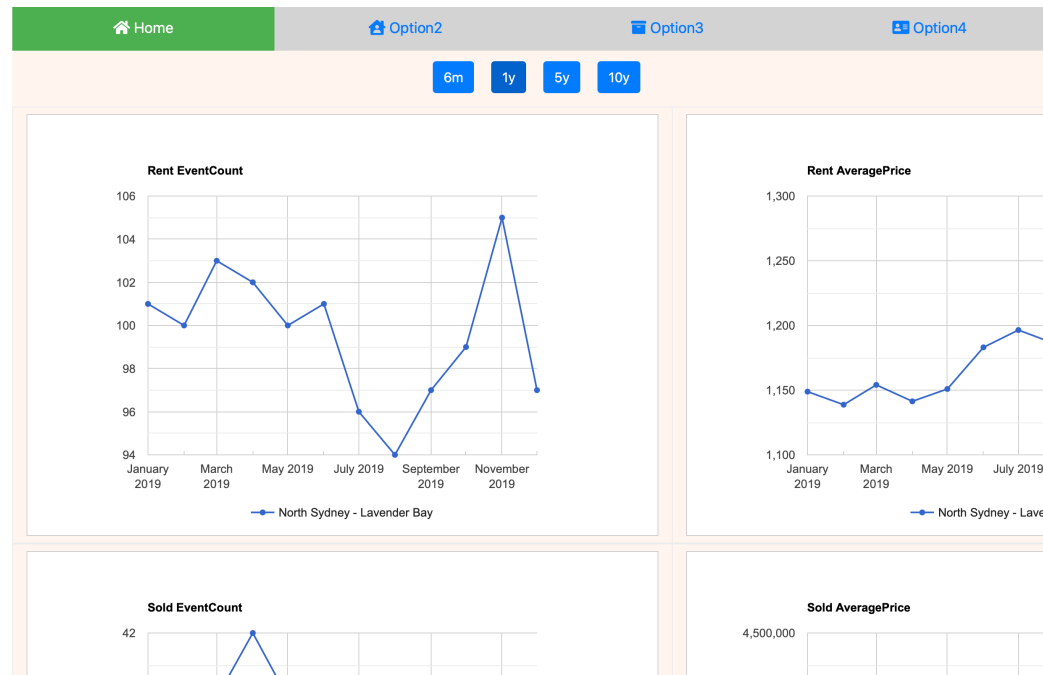 Home Option2 Option3 Option4
6m 1y 5y 10y
Rent EventCount
106
104
102
100
98
96
94
January 2019 March 2019 May 2019 July 2019 September 2019 November 2019
North Sydney - Lavender Bay
Rent AveragePrice
1,300
1,250
1,200
1,150
1,100
January 2019 March 2019 May 2019 July 2019
North Sydney - Lave
Sold EventCount
42
Sold AveragePrice
4,500,000